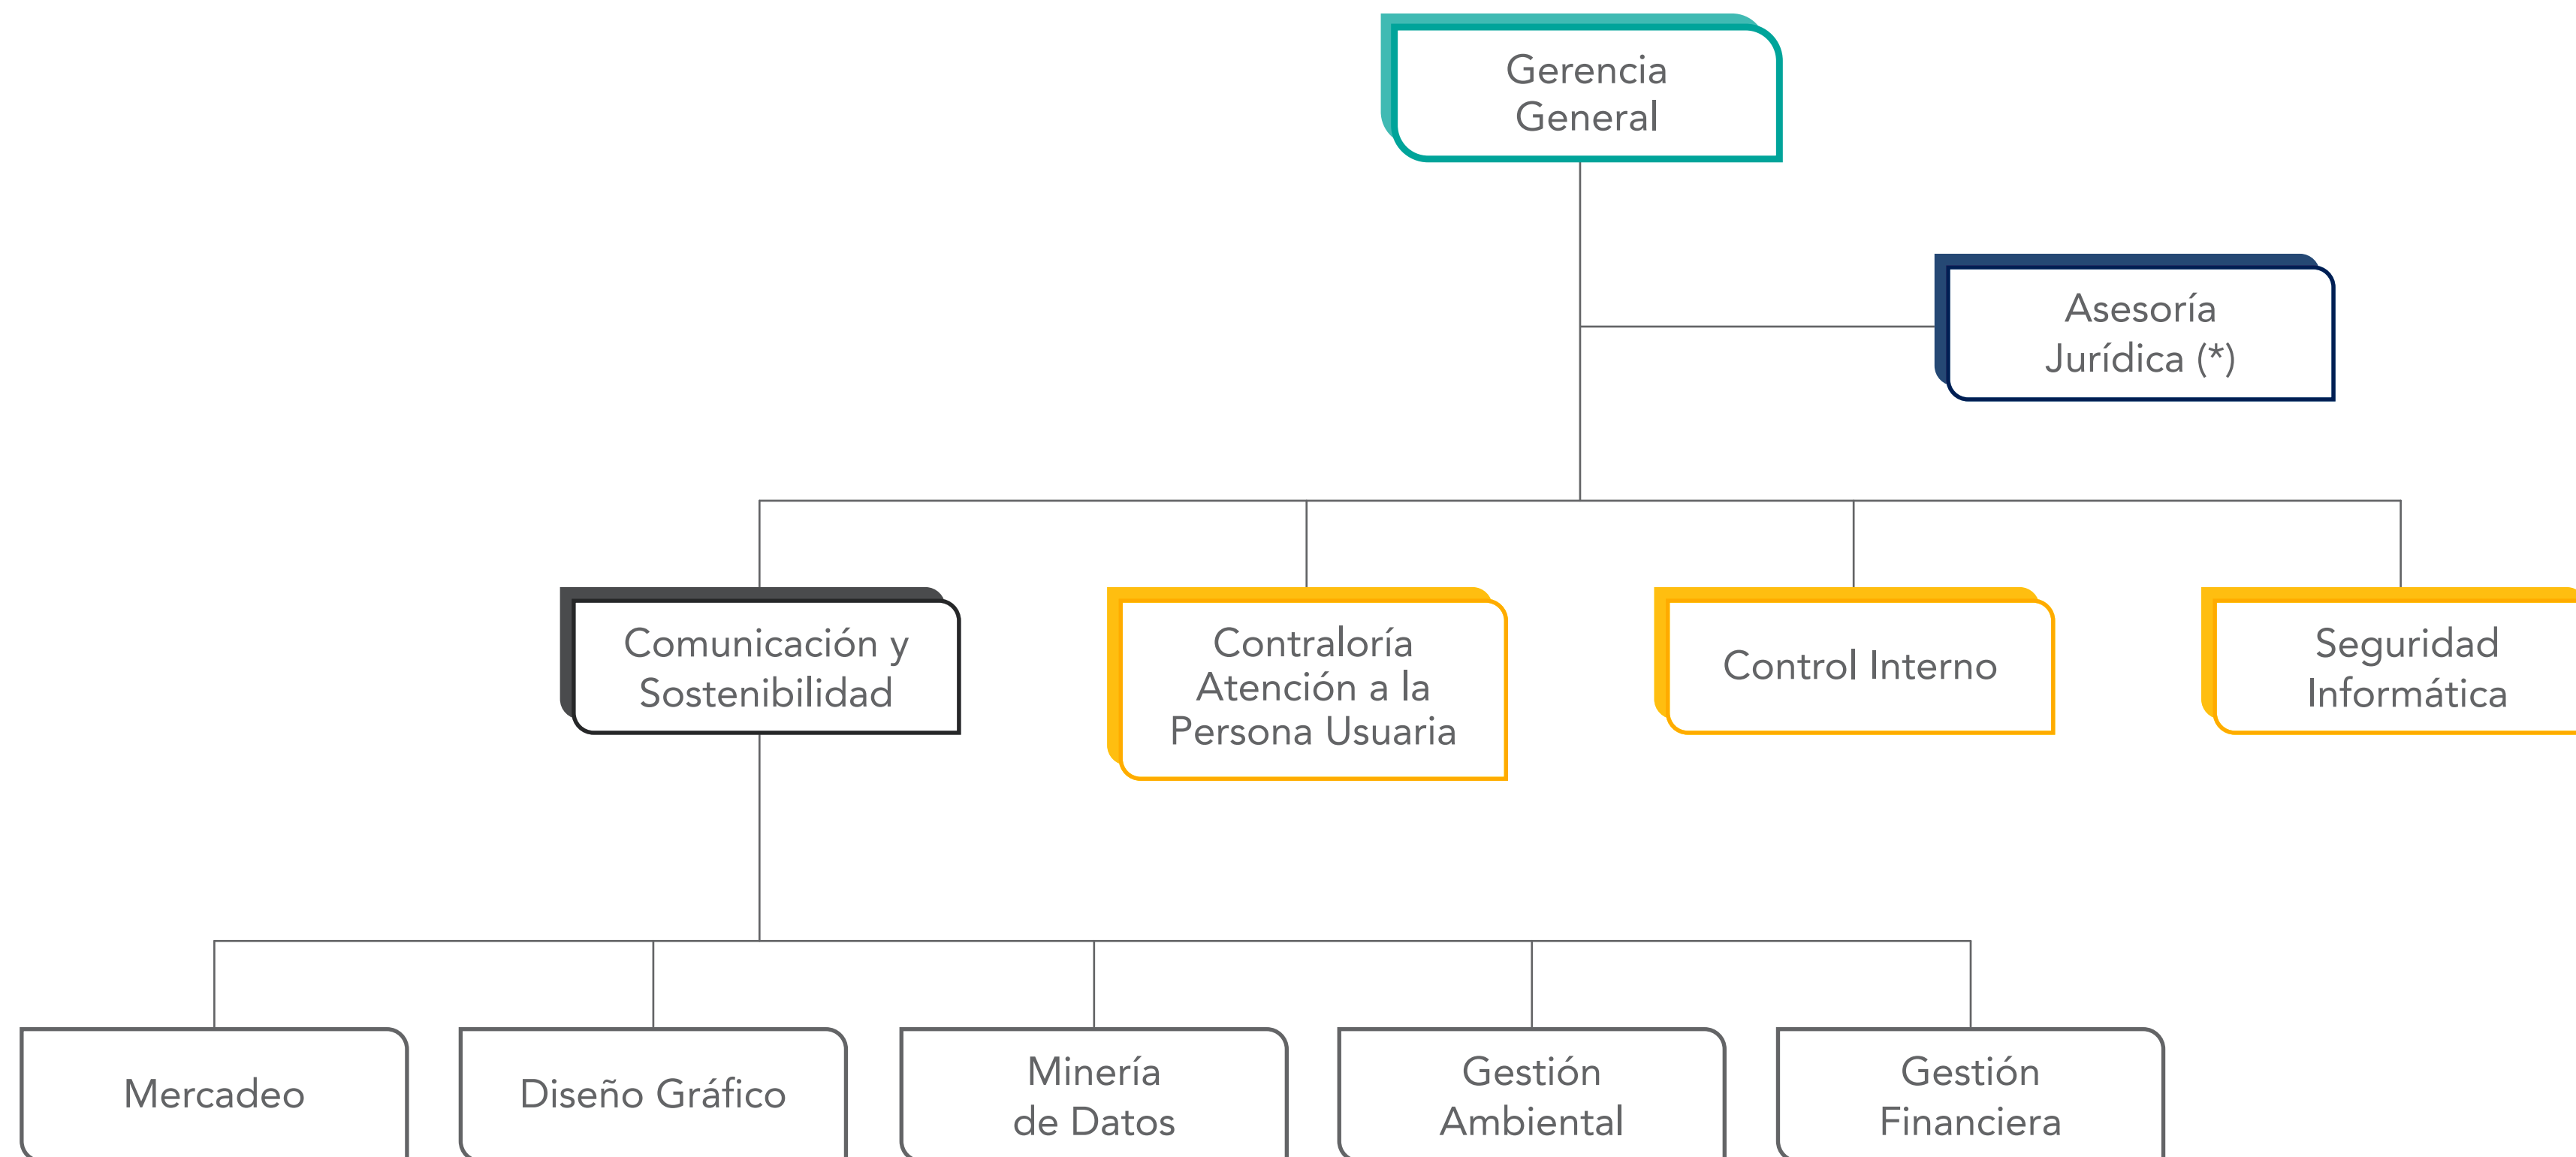 Gerencia
General
Asesoría
Jurídica (*)
Comunicación y
Sostenibilidad
Contraloría
Atención a la
Persona Usuaria
Control Interno
Seguridad
Informática
Mercadeo
Diseño Gráfico
Minería
de Datos
Gestión
Ambiental
Gestión
Financiera